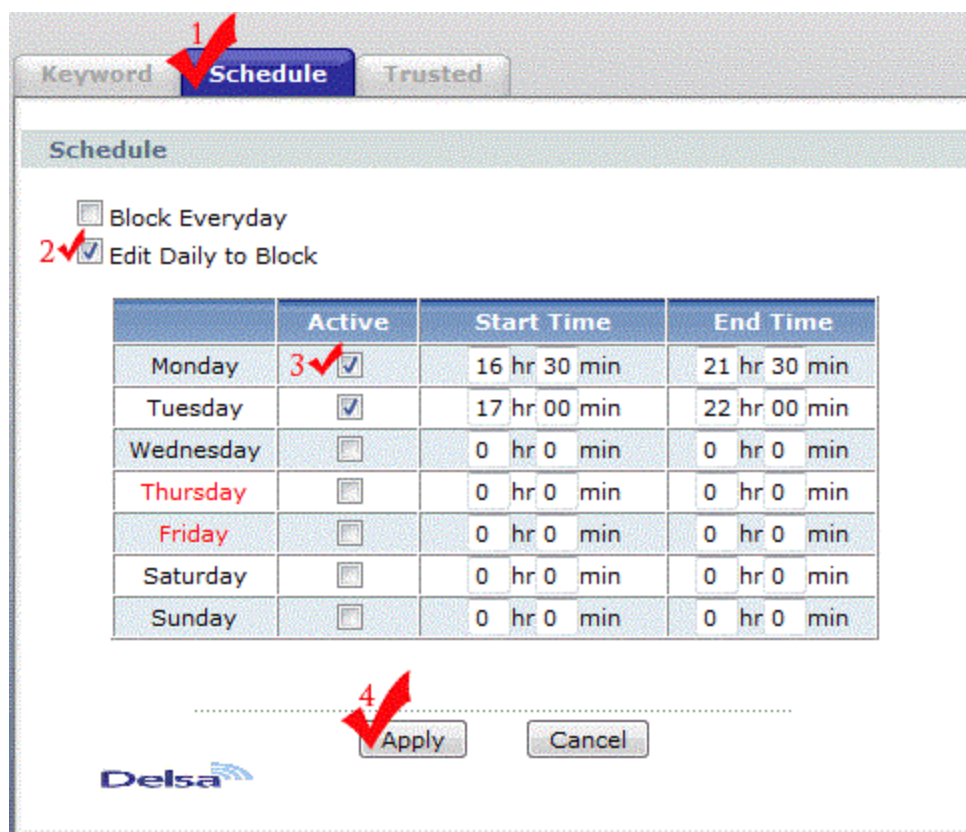 1
Keyword Schedule Trusted
Schedule
Block Everyday
2 Edit Daily to Block
Active Start Time End Time
Monday 3 16 hr 30 min 21 hr 30 min
Tuesday 17 hr 00 min 22 hr 00 min
Wednesday 0 hr 0 min 0 hr 0 min
Thursday 0 hr 0 min 0 hr 0 min
Friday 0 hr 0 min 0 hr 0 min
Saturday 0 hr 0 min 0 hr 0 min
Sunday 0 hr 0 min 0 hr 0 min
4
Apply Cancel
Delsa